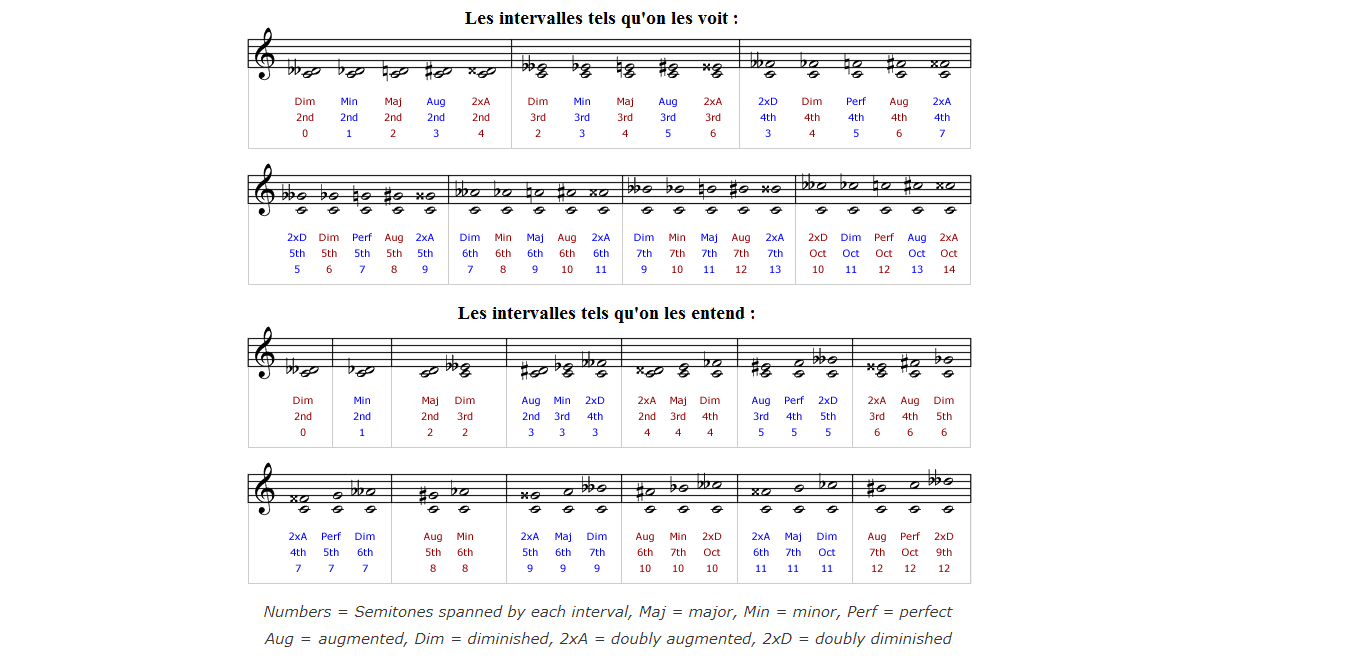 Les intervalles tels qu'on les voit :
Dim Min Maj Aug 2xA Dim Min Maj Aug 2xA 2xD Dim Perf Aug 2xA
2nd 2nd 2nd 2nd 2nd 3rd 3rd 3rd 3rd 3rd 4th 4th 4th 4th 4th
0 1 2 3 4 2 3 4 5 6 3 4 5 6 7
2xD Dim Perf Aug 2xA Dim Min Maj Aug 2xA Dim Min Maj Aug 2xA 2xD Dim Perf Aug 2xA
5th 5th 5th 5th 5th 6th 6th 6th 6th 6th 7th 7th 7th 7th 7th Oct Oct Oct Oct Oct
5 6 7 8 9 7 8 9 10 11 9 10 11 12 13 10 11 12 13 14
Les intervalles tels qu'on les entend :
Dim Min Maj Dim Aug Min 2xD 2xA Maj Dim Aug Perf 2xD 2xA Aug Dim
2nd 2nd 2nd 3rd 2nd 3rd 4th 2nd 3rd 4th 3rd 4th 5th 3rd 4th 5th
0 1 2 2 3 3 3 4 4 4 5 5 5 6 6 6
2xA Perf Dim Aug Min 2xA Maj Dim Aug Min 2xD 2xA Maj Dim Aug Perf 2xD
4th 5th 6th 5th 6th 5th 6th 7th 6th 7th Oct 6th 7th Oct 7th Oct 9th
7 7 7 8 8 9 9 9 10 10 10 11 11 11 12 12 12
Numbers = Semitones spanned by each interval, Maj = major, Min = minor, Perf = perfect
Aug = augmented, Dim = diminished, 2xA = doubly augmented, 2xD = doubly diminished